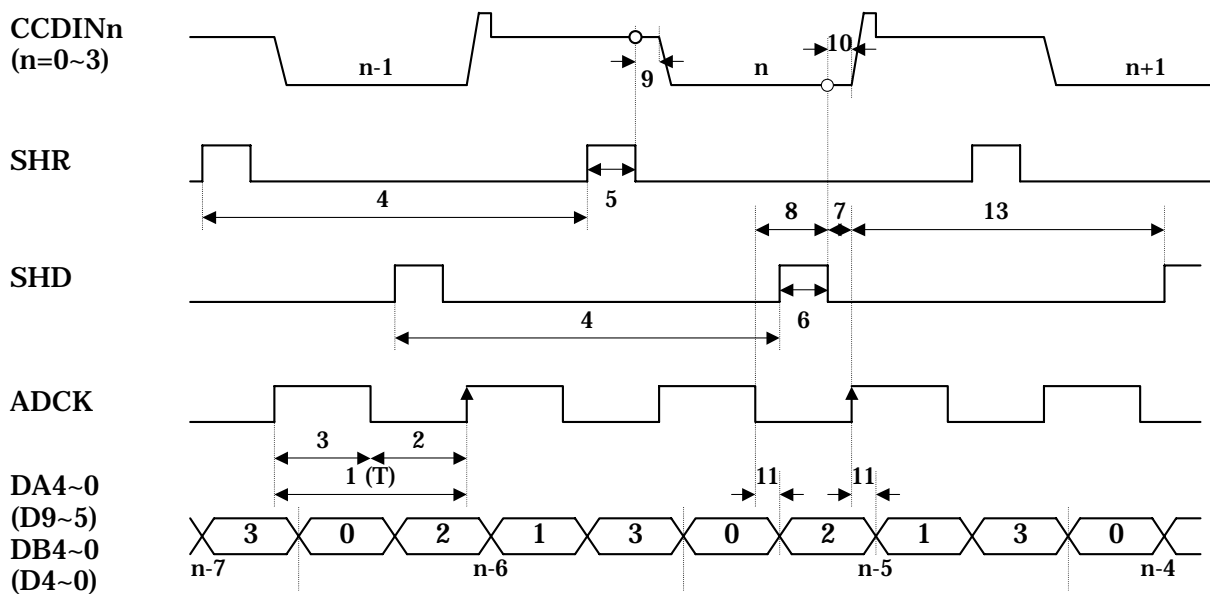 CCDINn
(n=0~3)
n-1
9
n
10
n+1
SHR
4
5
8
7
13
SHD
4
6
ADCK
3
2
1 (T)
11
11
DA4~0
(D9~5)
DB4~0
(D4~0)
3
0
2
1
3
0
2
1
3
0
n-7
n-6
n-5
n-4